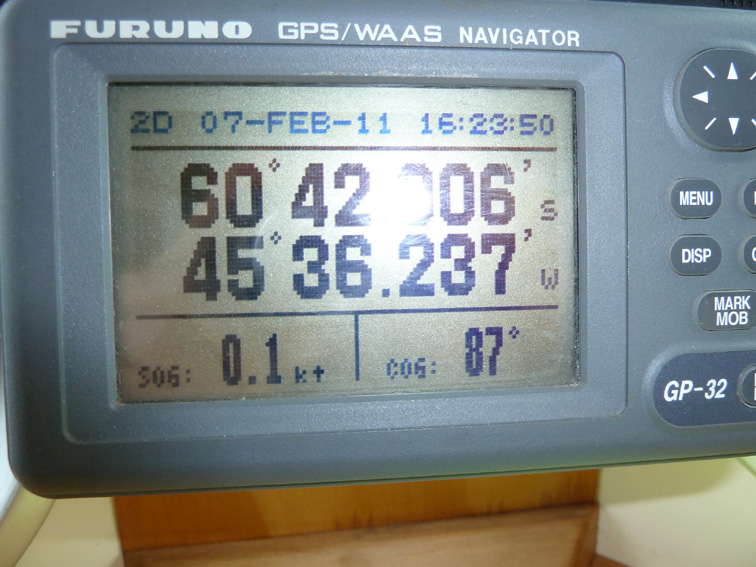 FURUNO GPS/WAAS NAVIGATOR
2D 07-FEB-11 16:23:50
60° 42. 06' S
45° 36.237' W
SOG: 0.1 kt COG: 87°
MENU
DISP
MARK MOB
GP-32